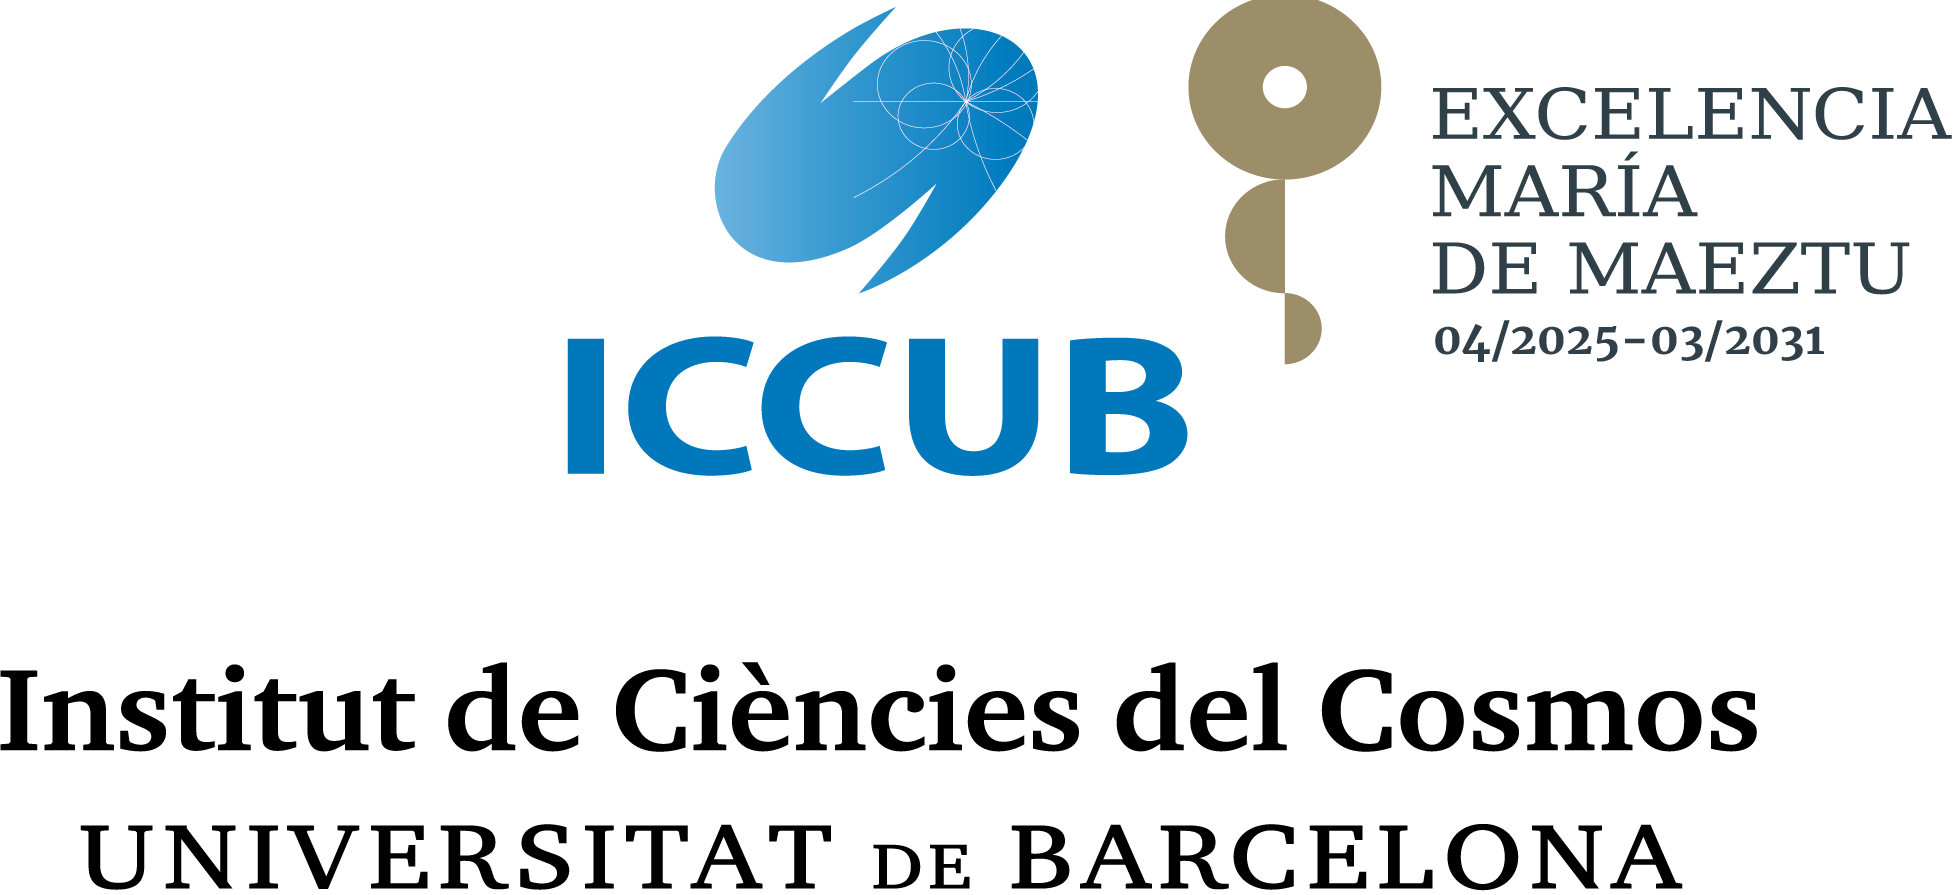 EXCELENCIA
MARÍA
DE MAEZTU
04/2025-03/2031
ICCUB
Institut de Ciències del Cosmos
UNIVERSITAT DE BARCELONA